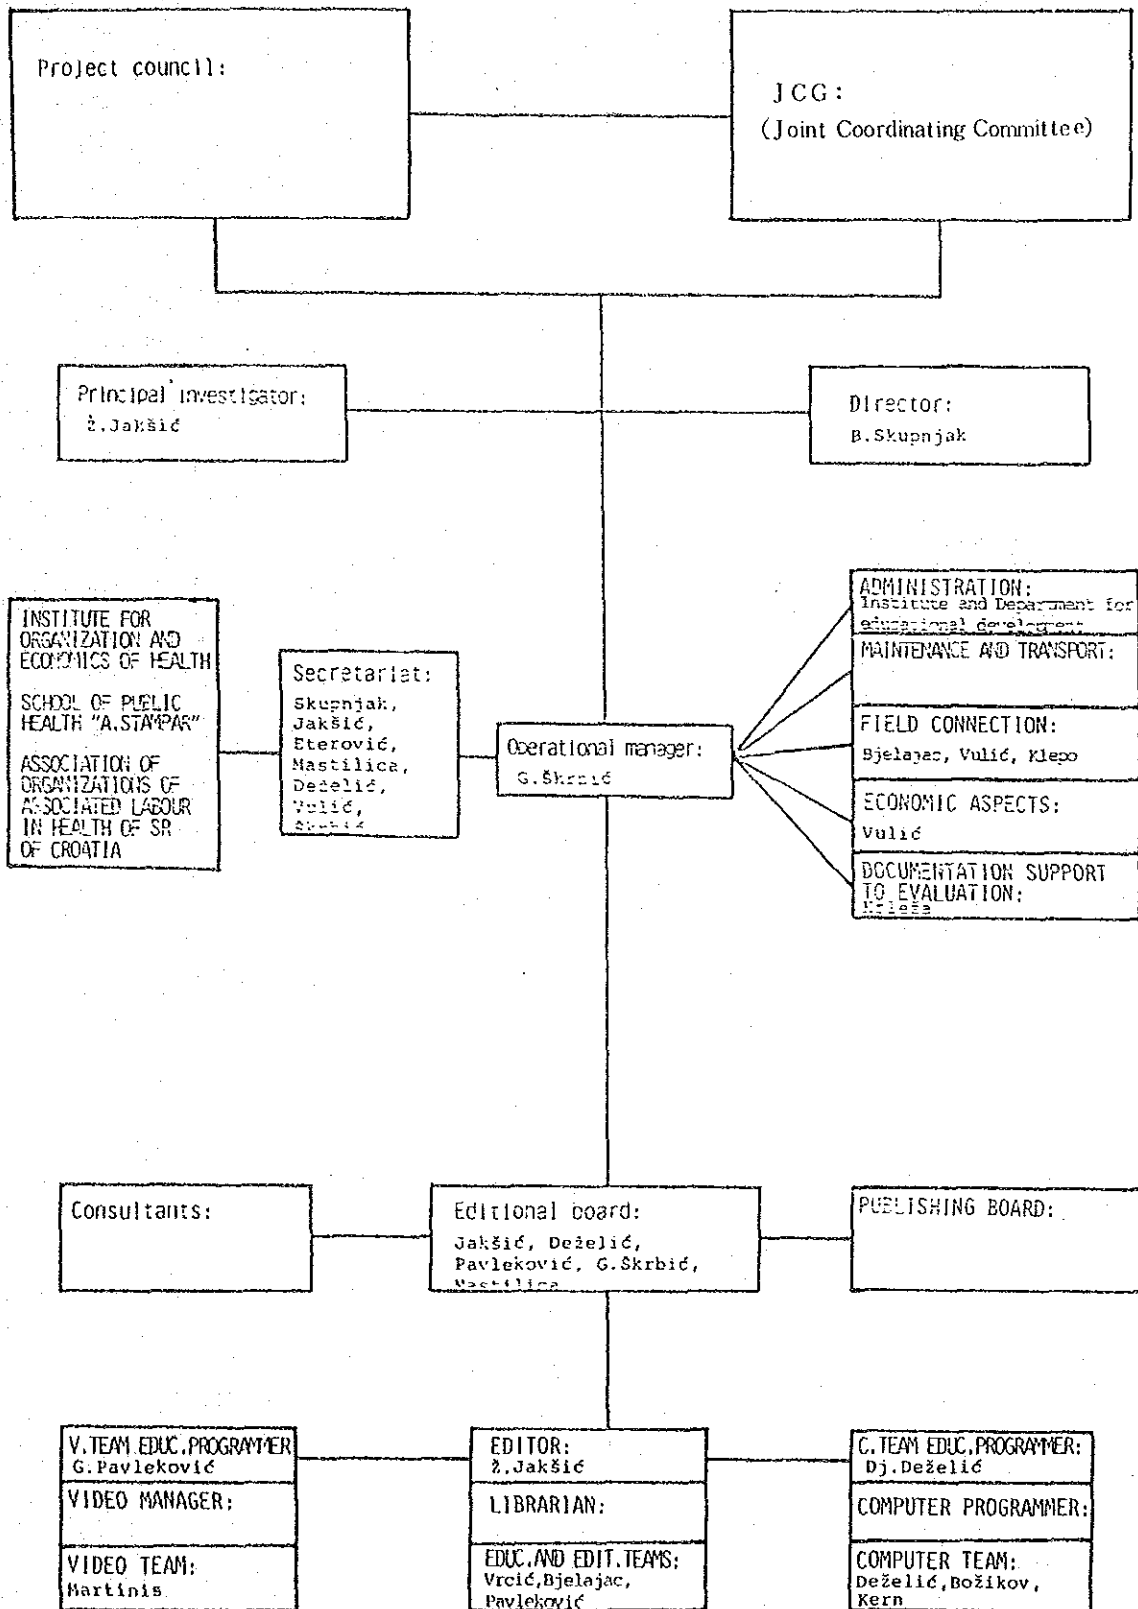 Project council:
JCG:
(Joint Coordinating Committee)
Principal investigator:
Ž.Jakšić
Director:
B.Skupnjak
INSTITUTE FOR
ORGANIZATION AND
ECONOMICS OF HEALTH
SCHOOL OF PUBLIC
HEALTH "A.STAMPAR"
ASSOCIATION OF
ORGANIZATIONS OF
ASSOCIATED LABOUR
IN HEALTH OF SR
OF CROATIA
Secretariat:
Skupnjak,
Jakšić,
Eterović,
Mastilica,
Deželić,
Vulić,
Operational manager:
G.Škrbić
ADMINISTRATION:
Institute and Department for
educational development
MAINTENANCE AND TRANSPORT:
FIELD CONNECTION:
Bjelajac, Vulić, Klepo
ECONOMIC ASPECTS:
Vulić
DOCUMENTATION SUPPORT
TO EVALUATION:
Consultants:
Editional board:
Jakšić, Deželić,
Pavleković, G.Škrbić,
Mastilica
PUBLISHING BOARD:
V.TEAM EDUC.PROGRAMMER
G.Pavleković
VIDEO MANAGER:
VIDEO TEAM:
Martinis
EDITOR:
Ž.Jakšić
LIBRARIAN:
EDUC.AND EDIT.TEAMS:
Vrcić,Bjelajac,
Pavleković
C.TEAM EDUC.PROGRAMMER:
Dj.Deželić
COMPUTER PROGRAMMER:
COMPUTER TEAM:
Deželić,Božikov,
Kern